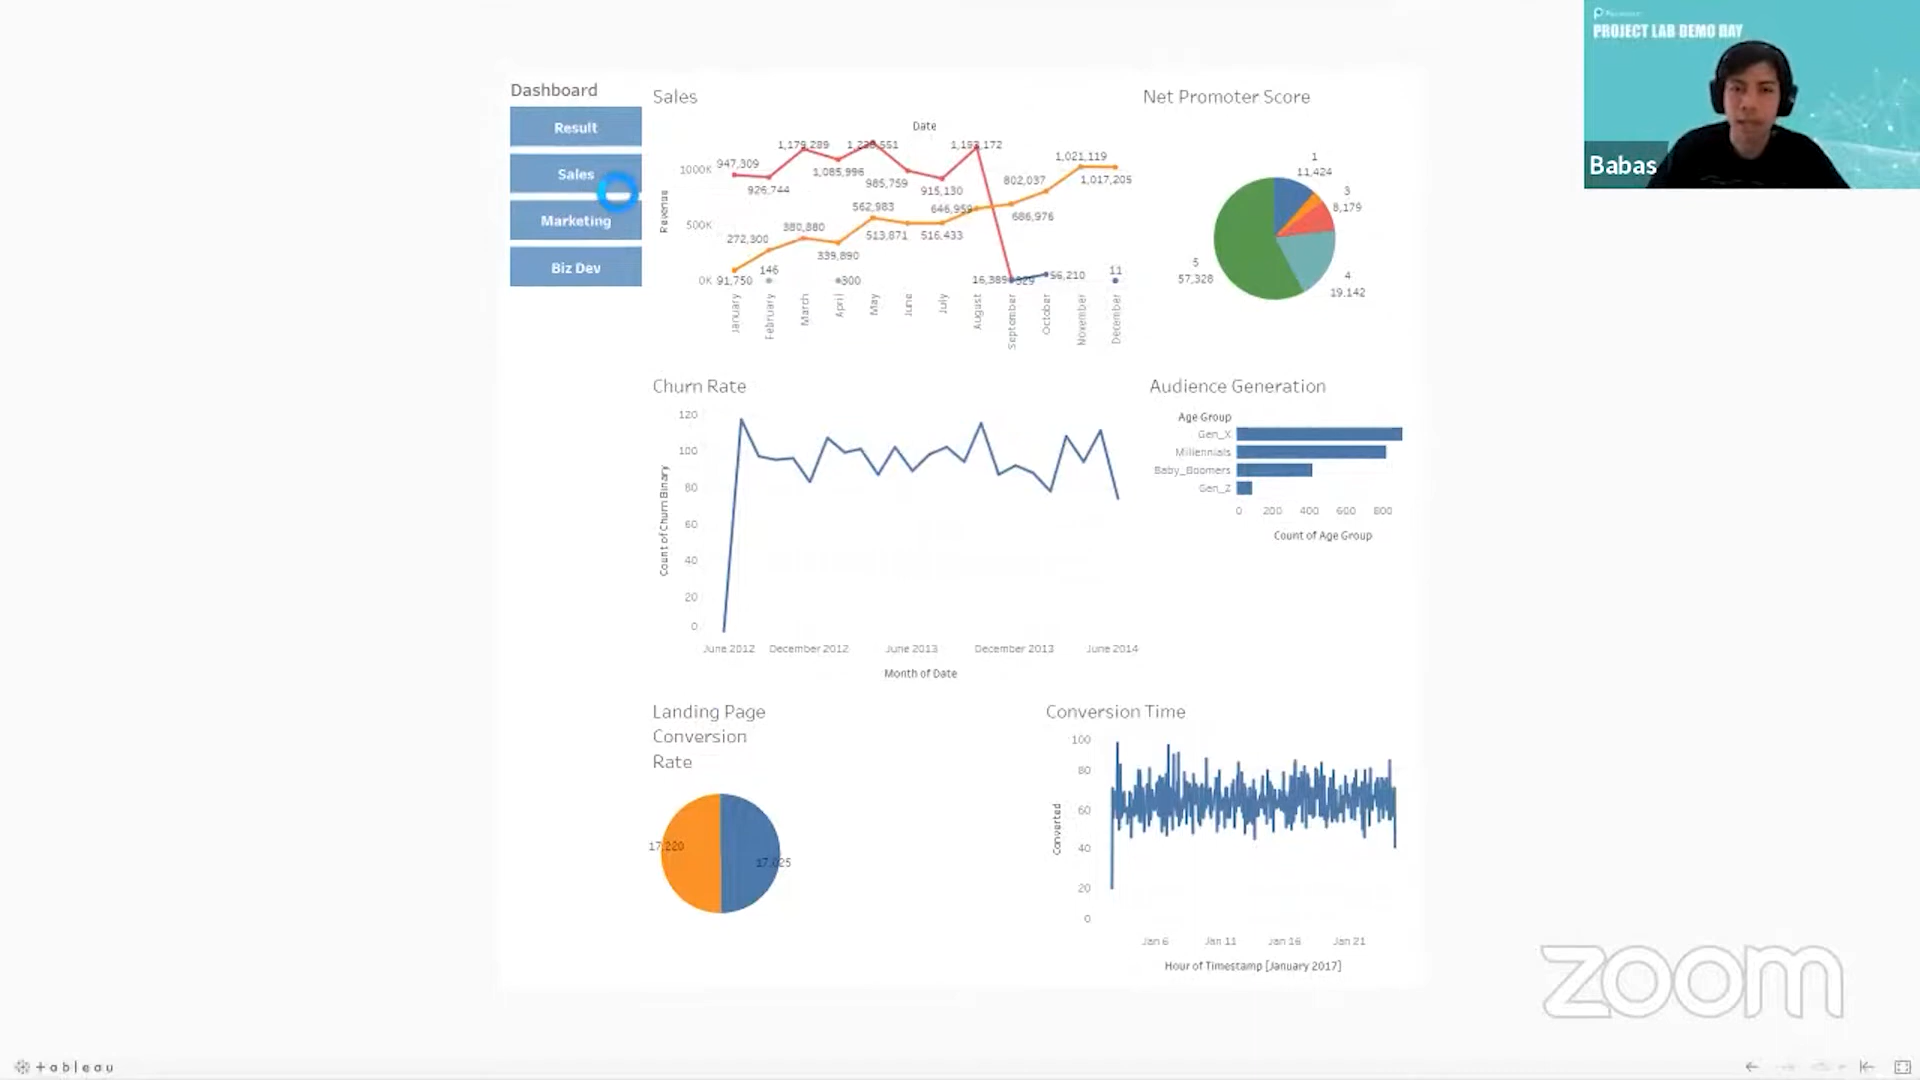 PROJECT LAB DEMO DAY
Babas
Dashboard
Result
Sales
Marketing
Biz Dev
Sales
Date
Revenue
1000K
500K
0K
947,309
926,744
1,179,289
1,085,996
985,759
915,130
1,193,172
91,750
272,300
380,880
339,890
562,983
513,871
516,433
646,959
686,976
802,037
1,021,119
1,017,205
146
300
56,210
11
January
February
March
April
May
June
July
August
September
October
November
December
Net Promoter Score
1
11,424
3
8,179
4
19,142
5
57,328
Churn Rate
Count of Churn Binary
120
100
80
60
40
20
0
June 2012
December 2012
June 2013
December 2013
June 2014
Month of Date
Audience Generation
Age Group
Gen_X
Millennials
Baby_Boomers
Gen_Z
0
200
400
600
800
Count of Age Group
Landing Page
Conversion
Rate
17,220
17,025
Conversion Time
Converted
100
80
60
40
20
0
Jan 6
Jan 11
Jan 16
Jan 21
Hour of Timestamp [January 2017]
zoom
+ableau